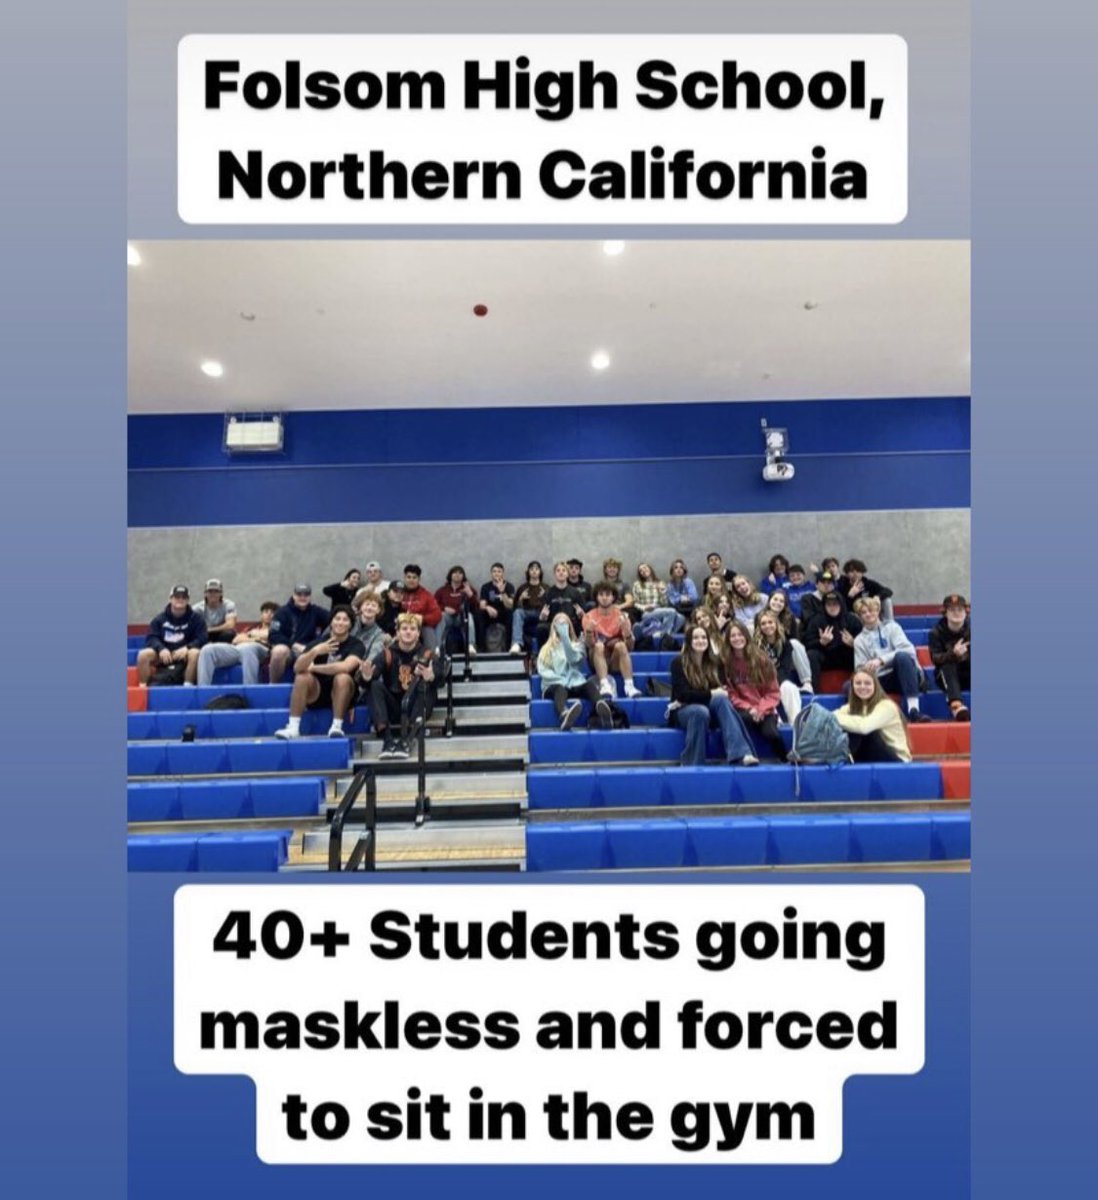 Folsom High School,
Northern California
40+ Students going
maskless and forced
to sit in the gym